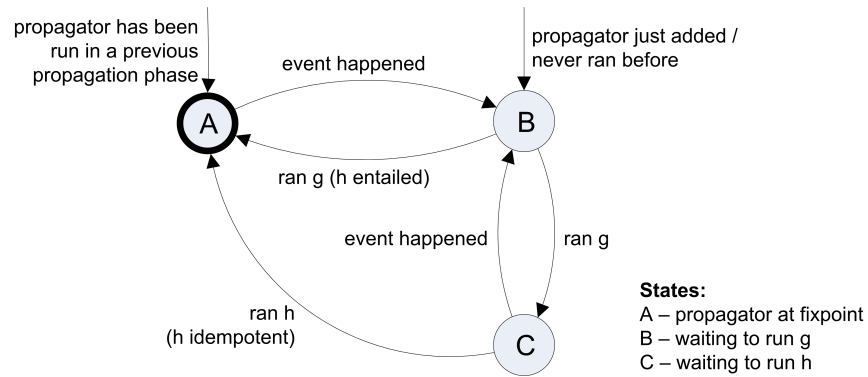 propagator has been
run in a previous
propagation phase
propagator just added /
never ran before
event happened
A
B
ran g (h entailed)
event happened
ran g
ran h
(h idempotent)
C
States:
A – propagator at fixpoint
B – waiting to run g
C – waiting to run h